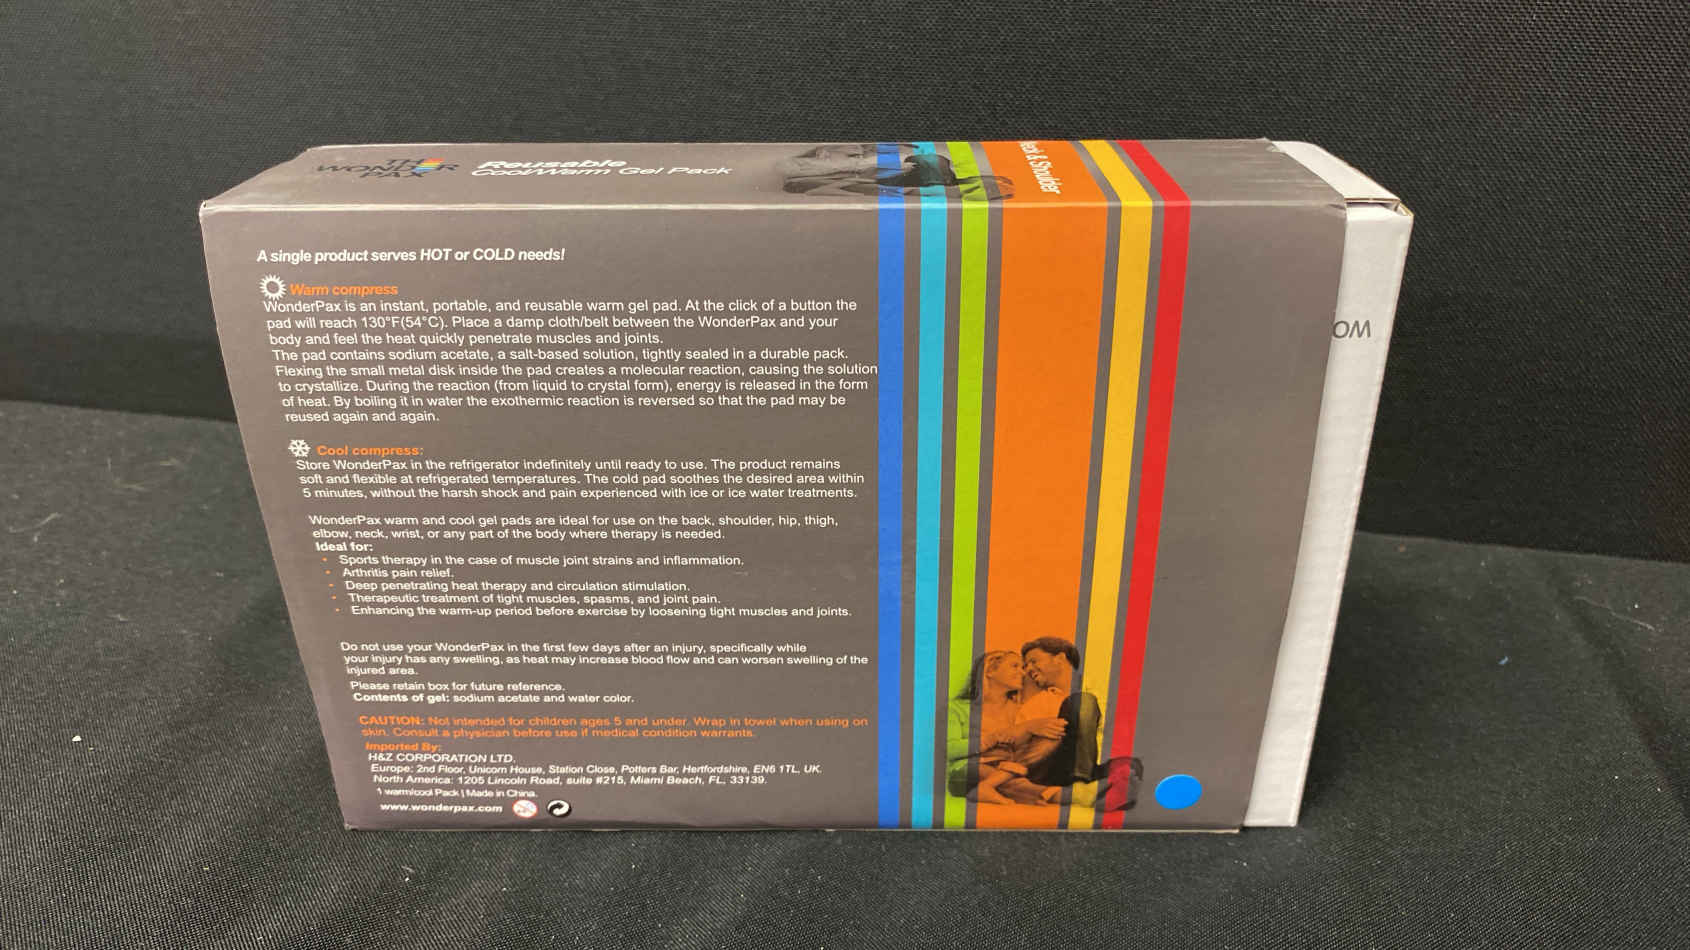 THE
WONDER
PAX
Reusable
Cool/Warm Gel Pack
Neck & Shoulder
A single product serves HOT or COLD needs!
Warm compress
WonderPax is an instant, portable, and reusable warm gel pad. At the click of a button the
pad will reach 130°F(54°C). Place a damp cloth/belt between the WonderPax and your
body and feel the heat quickly penetrate muscles and joints.
The pad contains sodium acetate, a salt-based solution, tightly sealed in a durable pack.
Flexing the small metal disk inside the pad creates a molecular reaction, causing the solution
to crystallize. During the reaction (from liquid to crystal form), energy is released in the form
of heat. By boiling it in water the exothermic reaction is reversed so that the pad may be
reused again and again.
Cool compress:
Store WonderPax in the refrigerator indefinitely until ready to use. The product remains
soft and flexible at refrigerated temperatures. The cold pad soothes the desired area within
5 minutes, without the harsh shock and pain experienced with ice or ice water treatments.
WonderPax warm and cool gel pads are ideal for use on the back, shoulder, hip, thigh,
elbow, neck, wrist, or any part of the body where therapy is needed.
Ideal for:
- Sports therapy in the case of muscle joint strains and inflammation.
- Arthritis pain relief.
- Deep penetrating heat therapy and circulation stimulation.
- Therapeutic treatment of tight muscles, spasms, and joint pain.
- Enhancing the warm-up period before exercise by loosening tight muscles and joints.
Do not use your WonderPax in the first few days after an injury, specifically while
your injury has any swelling, as heat may increase blood flow and can worsen swelling of the
injured area.
Please retain box for future reference.
Contents of gel: sodium acetate and water color.
CAUTION: Not intended for children ages 5 and under. Wrap in towel when using on
skin. Consult a physician before use if medical condition warrants.
Imported By:
H&Z CORPORATION LTD.
Europe: 2nd Floor, Unicorn House, Station Close, Potters Bar, Hertfordshire, EN6 1TL, UK.
North America: 1205 Lincoln Road, suite #215, Miami Beach, FL, 33139.
1 warm/cool Pack | Made in China.
www.wonderpax.com
WO